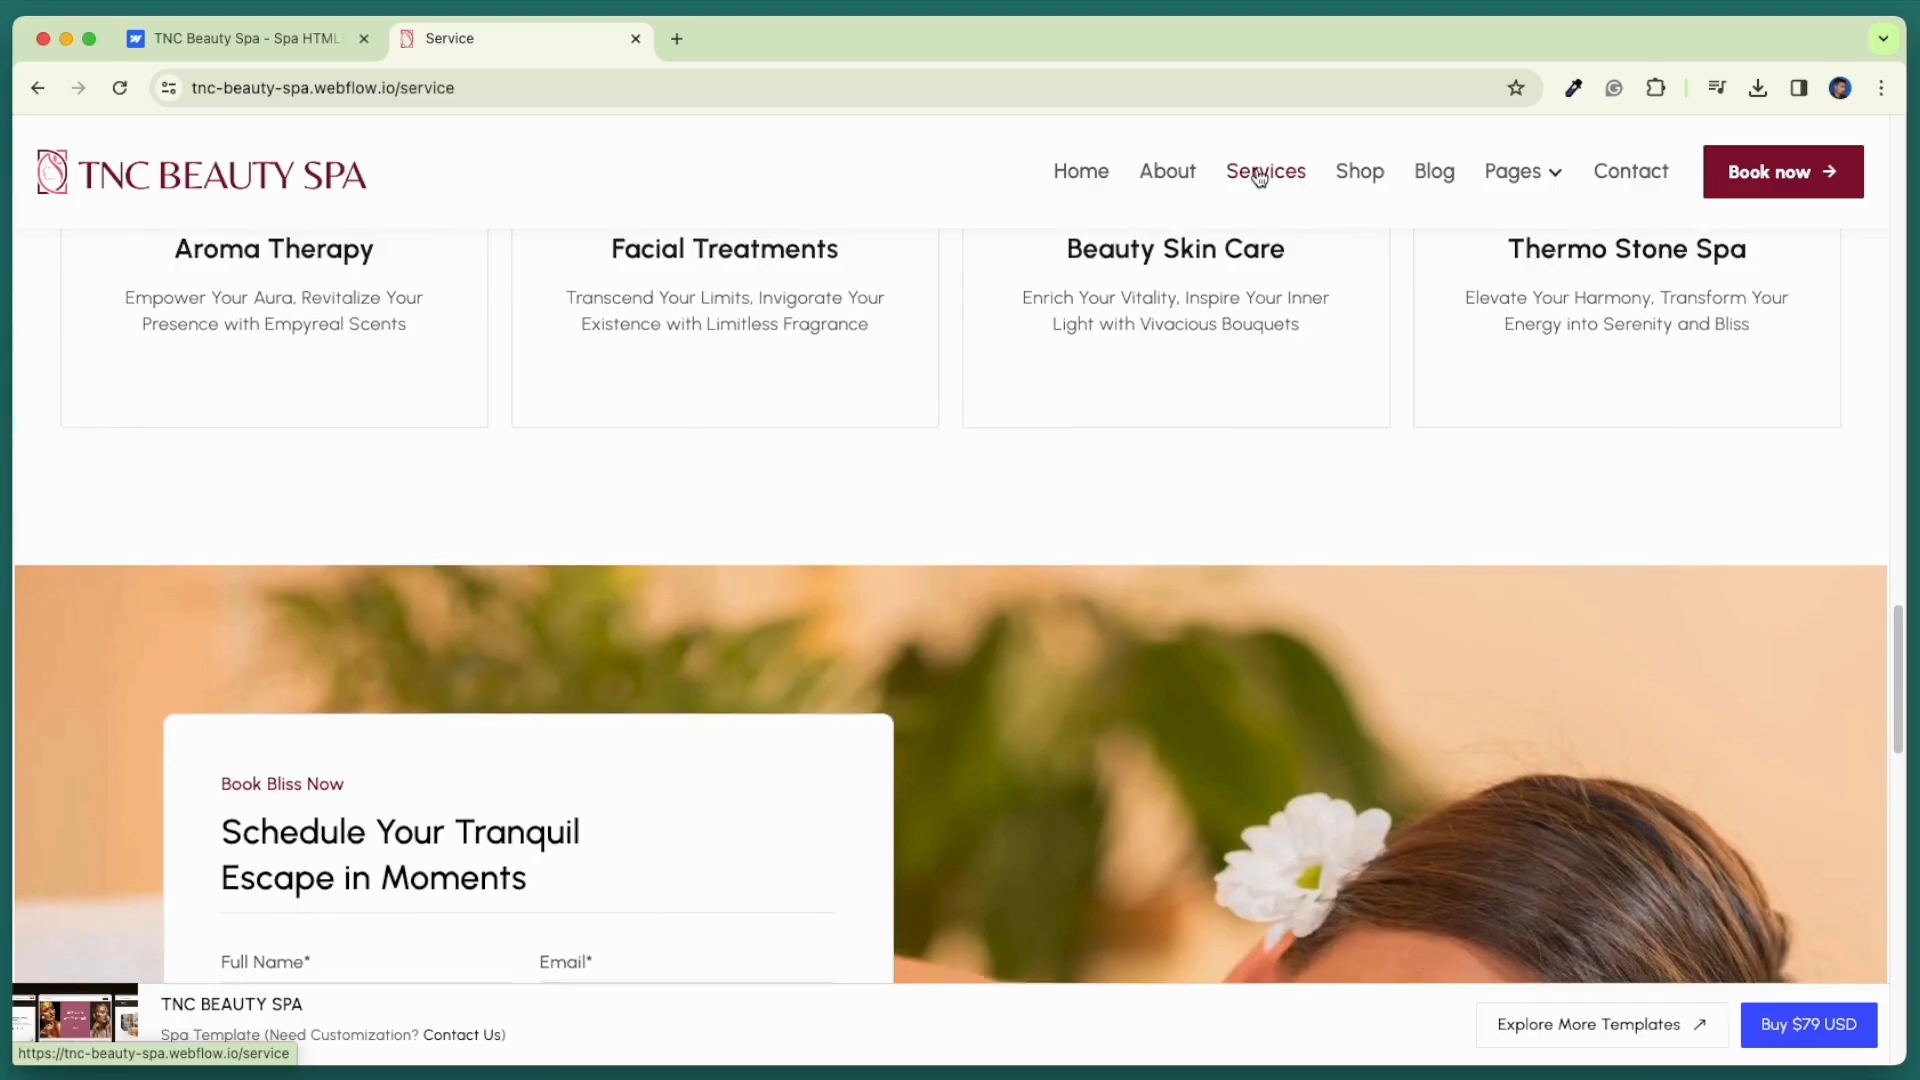 TNC Beauty Spa - Spa HTML
Service
tnc-beauty-spa.webflow.io/service
TNC BEAUTY SPA
Home
About
Services
Shop
Blog
Pages
Contact
Book now
Aroma Therapy
Empower Your Aura, Revitalize Your
Presence with Empyreal Scents
Facial Treatments
Transcend Your Limits, Invigorate Your
Existence with Limitless Fragrance
Beauty Skin Care
Enrich Your Vitality, Inspire Your Inner
Light with Vivacious Bouquets
Thermo Stone Spa
Elevate Your Harmony, Transform Your
Energy into Serenity and Bliss
Book Bliss Now
Schedule Your Tranquil
Escape in Moments
Full Name*
Email*
TNC BEAUTY SPA
Spa Template (Need Customization? Contact Us)
Explore More Templates
Buy $79 USD
https://tnc-beauty-spa.webflow.io/service